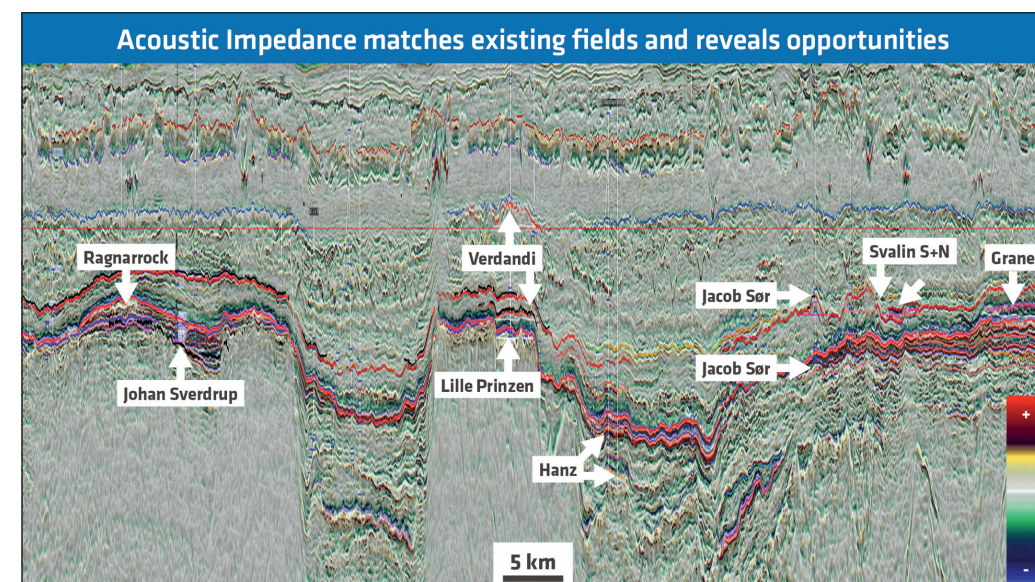 Acoustic Impedance matches existing fields and reveals opportunities
Ragnarrock
Verdandi
Svalin S+N
Grane
Jacob Sør
Jacob Sør
Johan Sverdrup
Lille Prinzen
Hanz
5 km
+
-